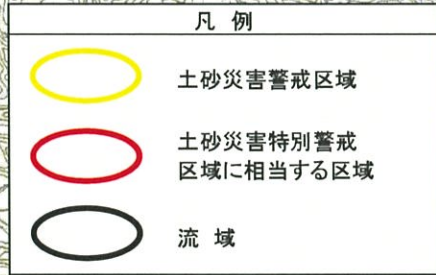 凡 例
土砂災害警戒区域
土砂災害特別警戒
区域に相当する区域
流 域